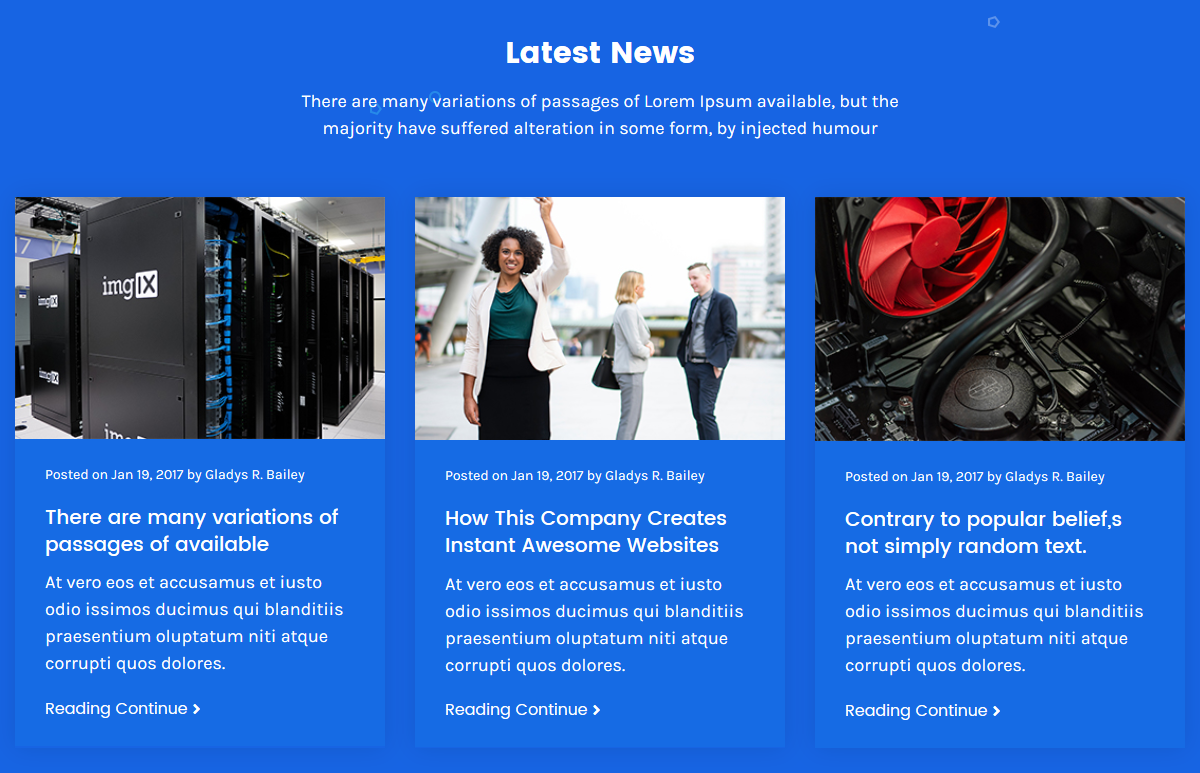 Latest News
There are many variations of passages of Lorem Ipsum available, but the
majority have suffered alteration in some form, by injected humour
17
imgIX
imgIX
imgIX
Posted on Jan 19, 2017 by Gladys R. Bailey
There are many variations of
passages of available
At vero eos et accusamus et iusto
odio issimos ducimus qui blanditiis
praesentium oluptatum niti atque
corrupti quos dolores.
Reading Continue
Posted on Jan 19, 2017 by Gladys R. Bailey
How This Company Creates
Instant Awesome Websites
At vero eos et accusamus et iusto
odio issimos ducimus qui blanditiis
praesentium oluptatum niti atque
corrupti quos dolores.
Reading Continue
Posted on Jan 19, 2017 by Gladys R. Bailey
Contrary to popular belief,s
not simply random text.
At vero eos et accusamus et iusto
odio issimos ducimus qui blanditiis
praesentium oluptatum niti atque
corrupti quos dolores.
Reading Continue